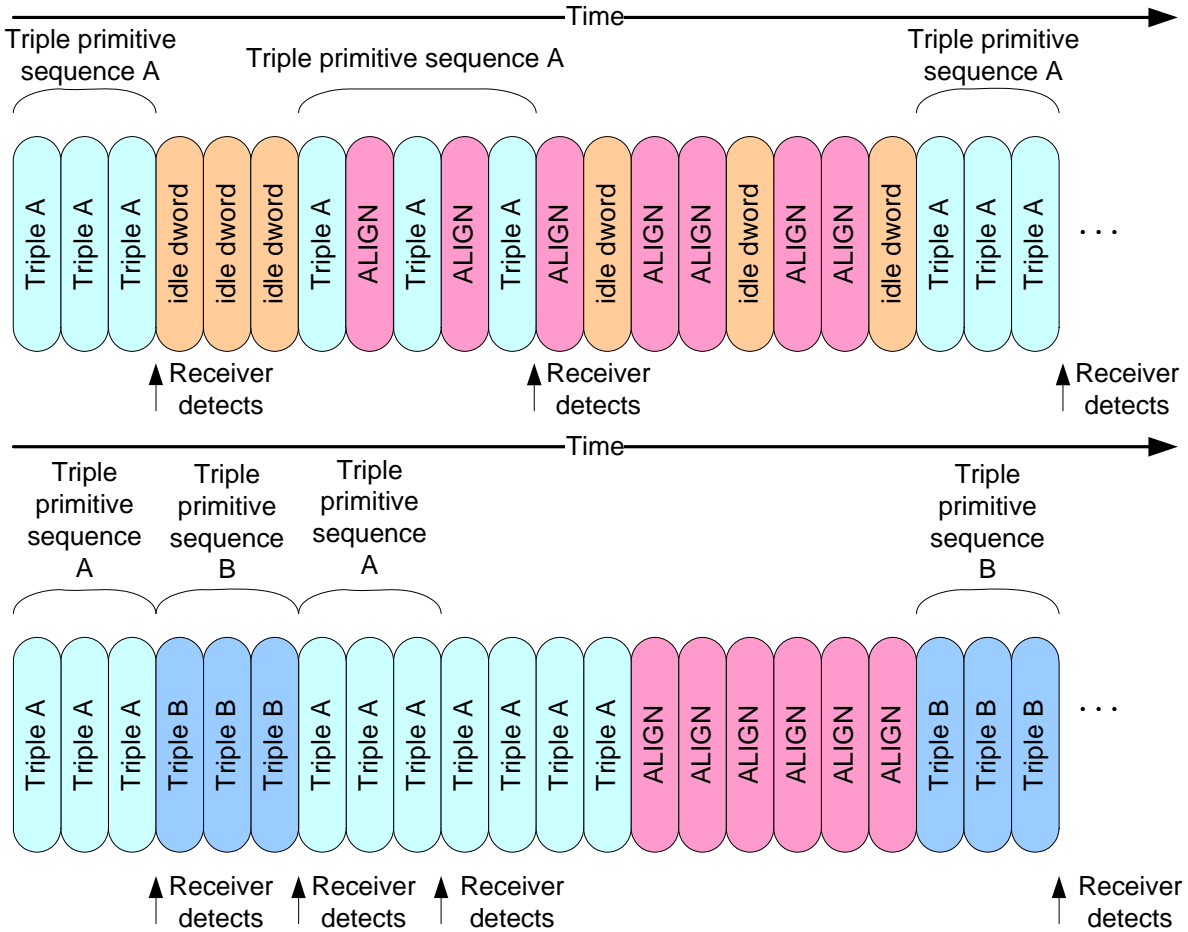 Time
Triple primitive
sequence A
Triple primitive sequence A
Triple primitive
sequence A
Triple A
Triple A
Triple A
idle dword
idle dword
idle dword
Triple A
ALIGN
Triple A
ALIGN
Triple A
ALIGN
idle dword
ALIGN
ALIGN
idle dword
ALIGN
ALIGN
idle dword
Triple A
Triple A
Triple A
. . .
Receiver
detects
Receiver
detects
Receiver
detects
Time
Triple
primitive
sequence
A
Triple
primitive
sequence
B
Triple
primitive
sequence
A
Triple
primitive
sequence
B
Triple A
Triple A
Triple A
Triple B
Triple B
Triple B
Triple A
Triple A
Triple A
Triple A
Triple A
Triple A
Triple A
ALIGN
ALIGN
ALIGN
ALIGN
ALIGN
ALIGN
Triple B
Triple B
Triple B
. . .
Receiver
detects
Receiver
detects
Receiver
detects
Receiver
detects